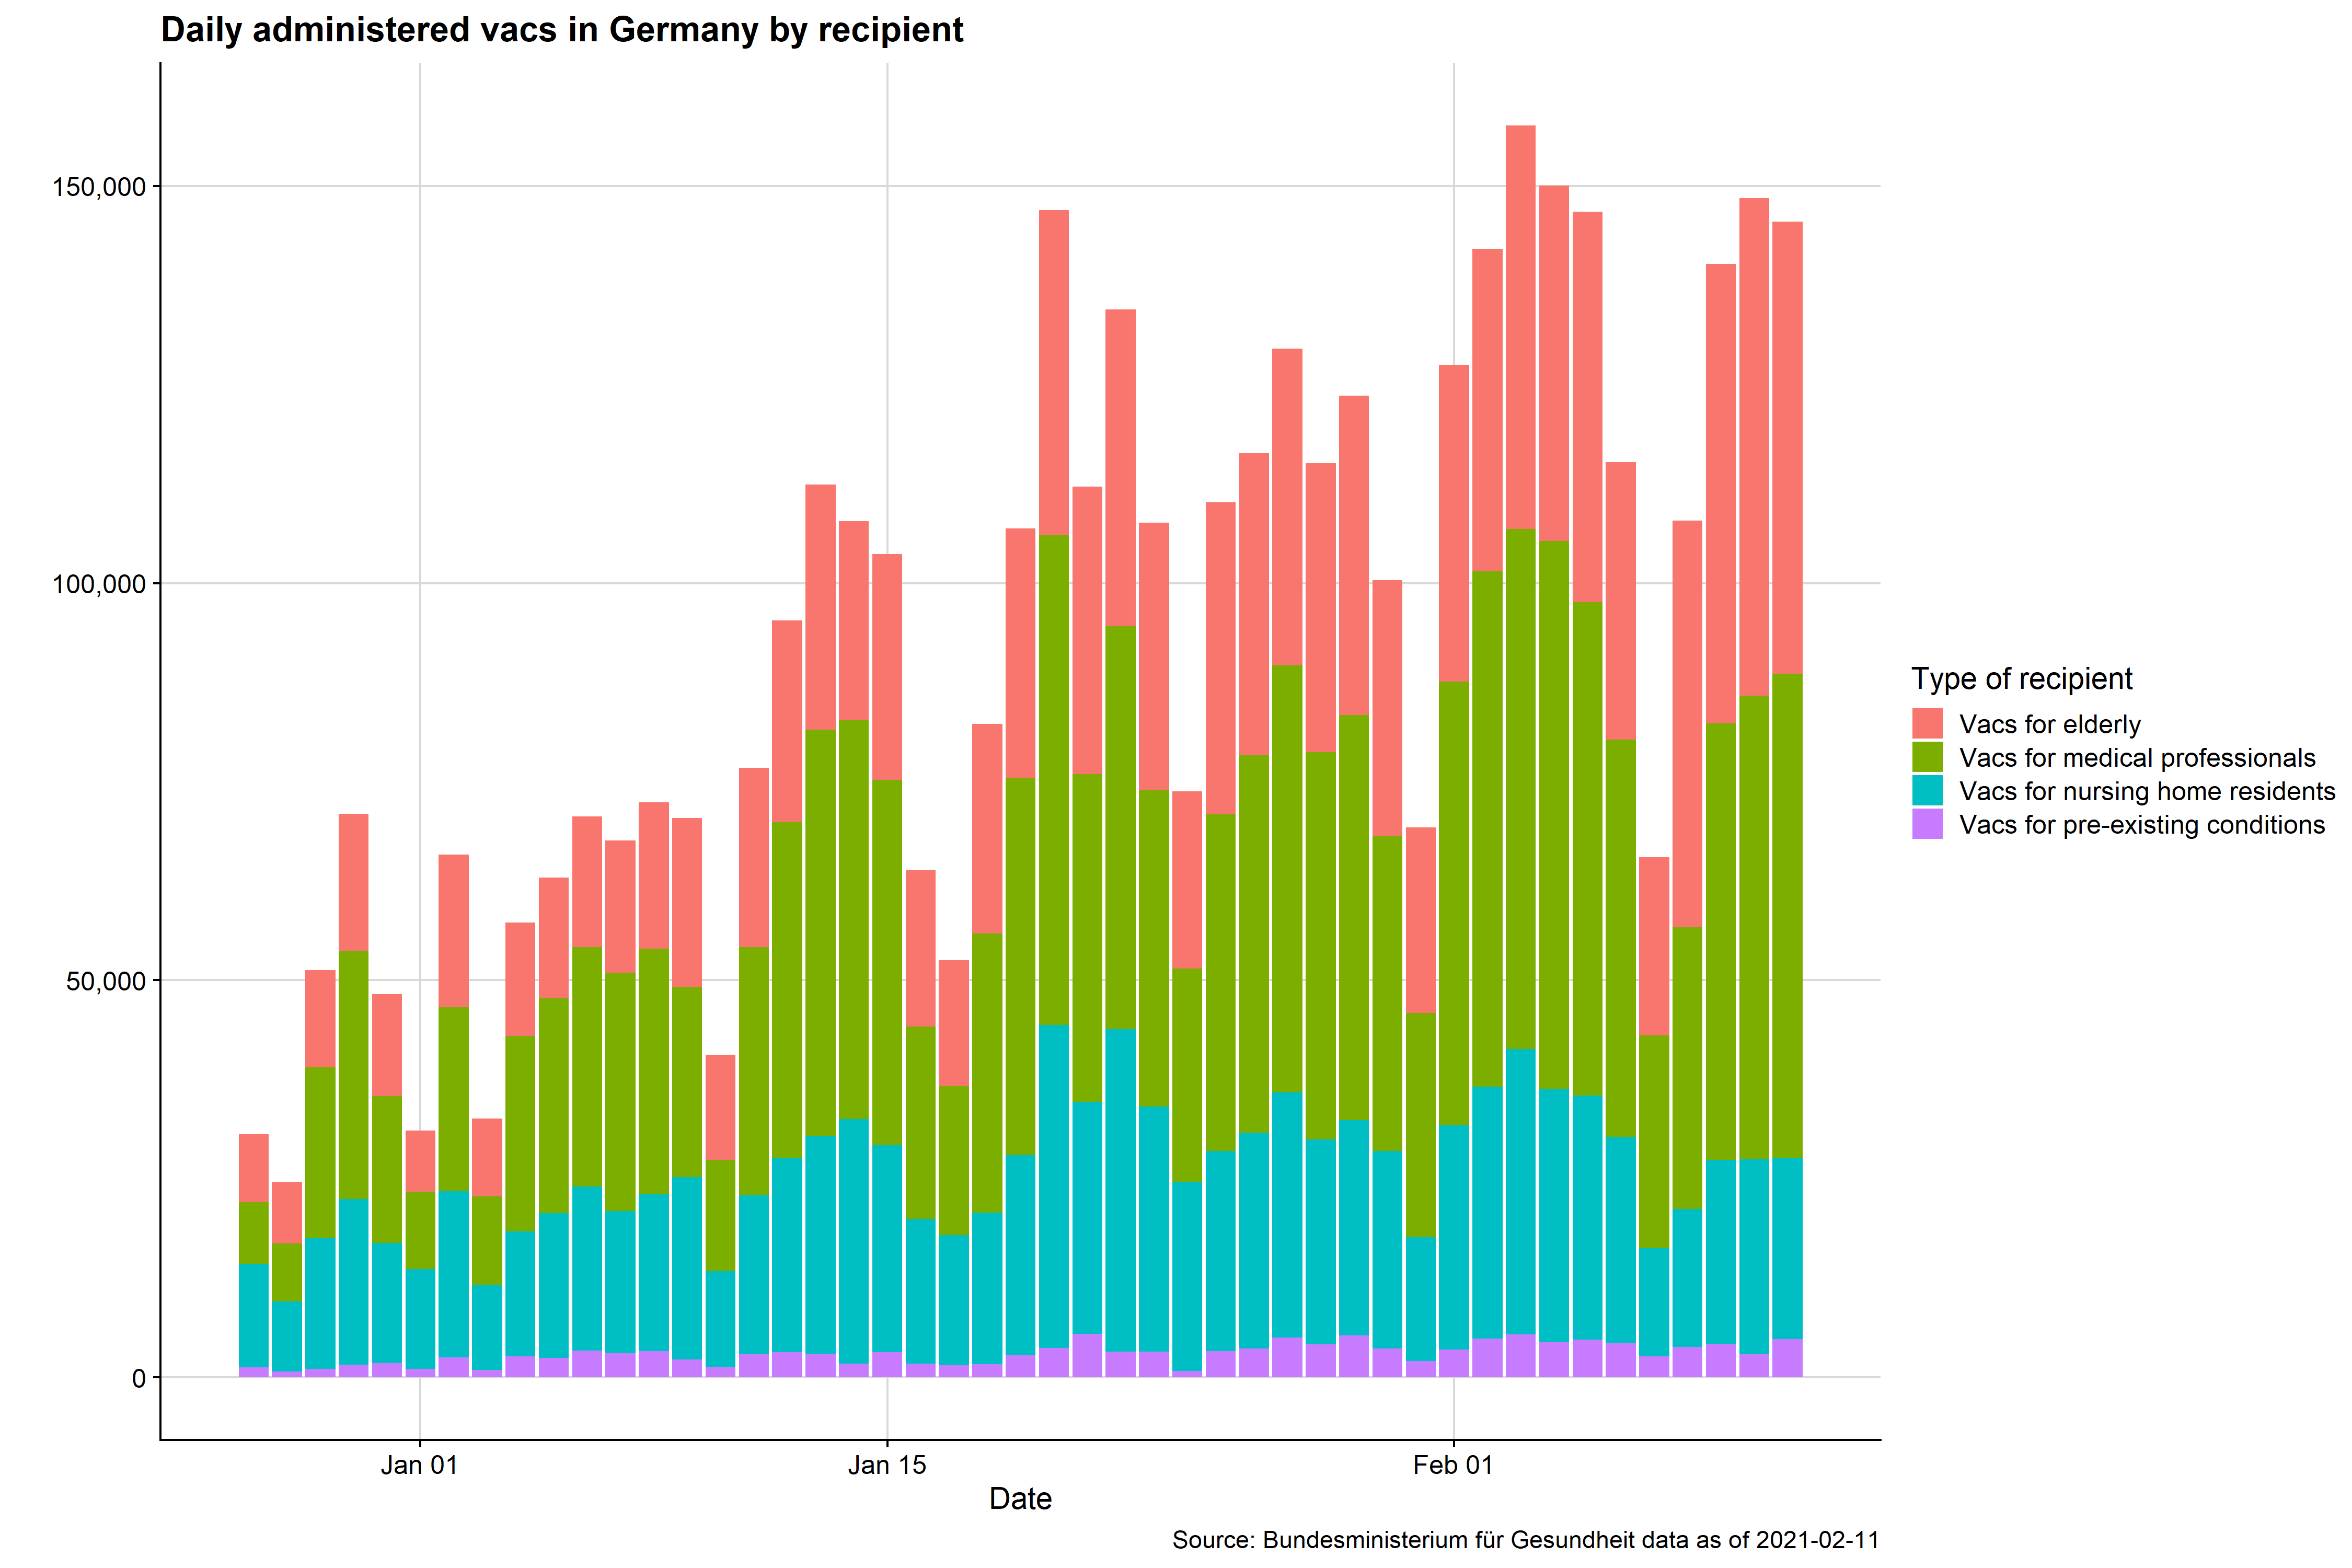 Daily administered vacs in Germany by recipient
150,000
100,000
50,000
0
Jan 01
Jan 15
Feb 01
Date
Type of recipient
Vacs for elderly
Vacs for medical professionals
Vacs for nursing home residents
Vacs for pre-existing conditions
Source: Bundesministerium für Gesundheit data as of 2021-02-11